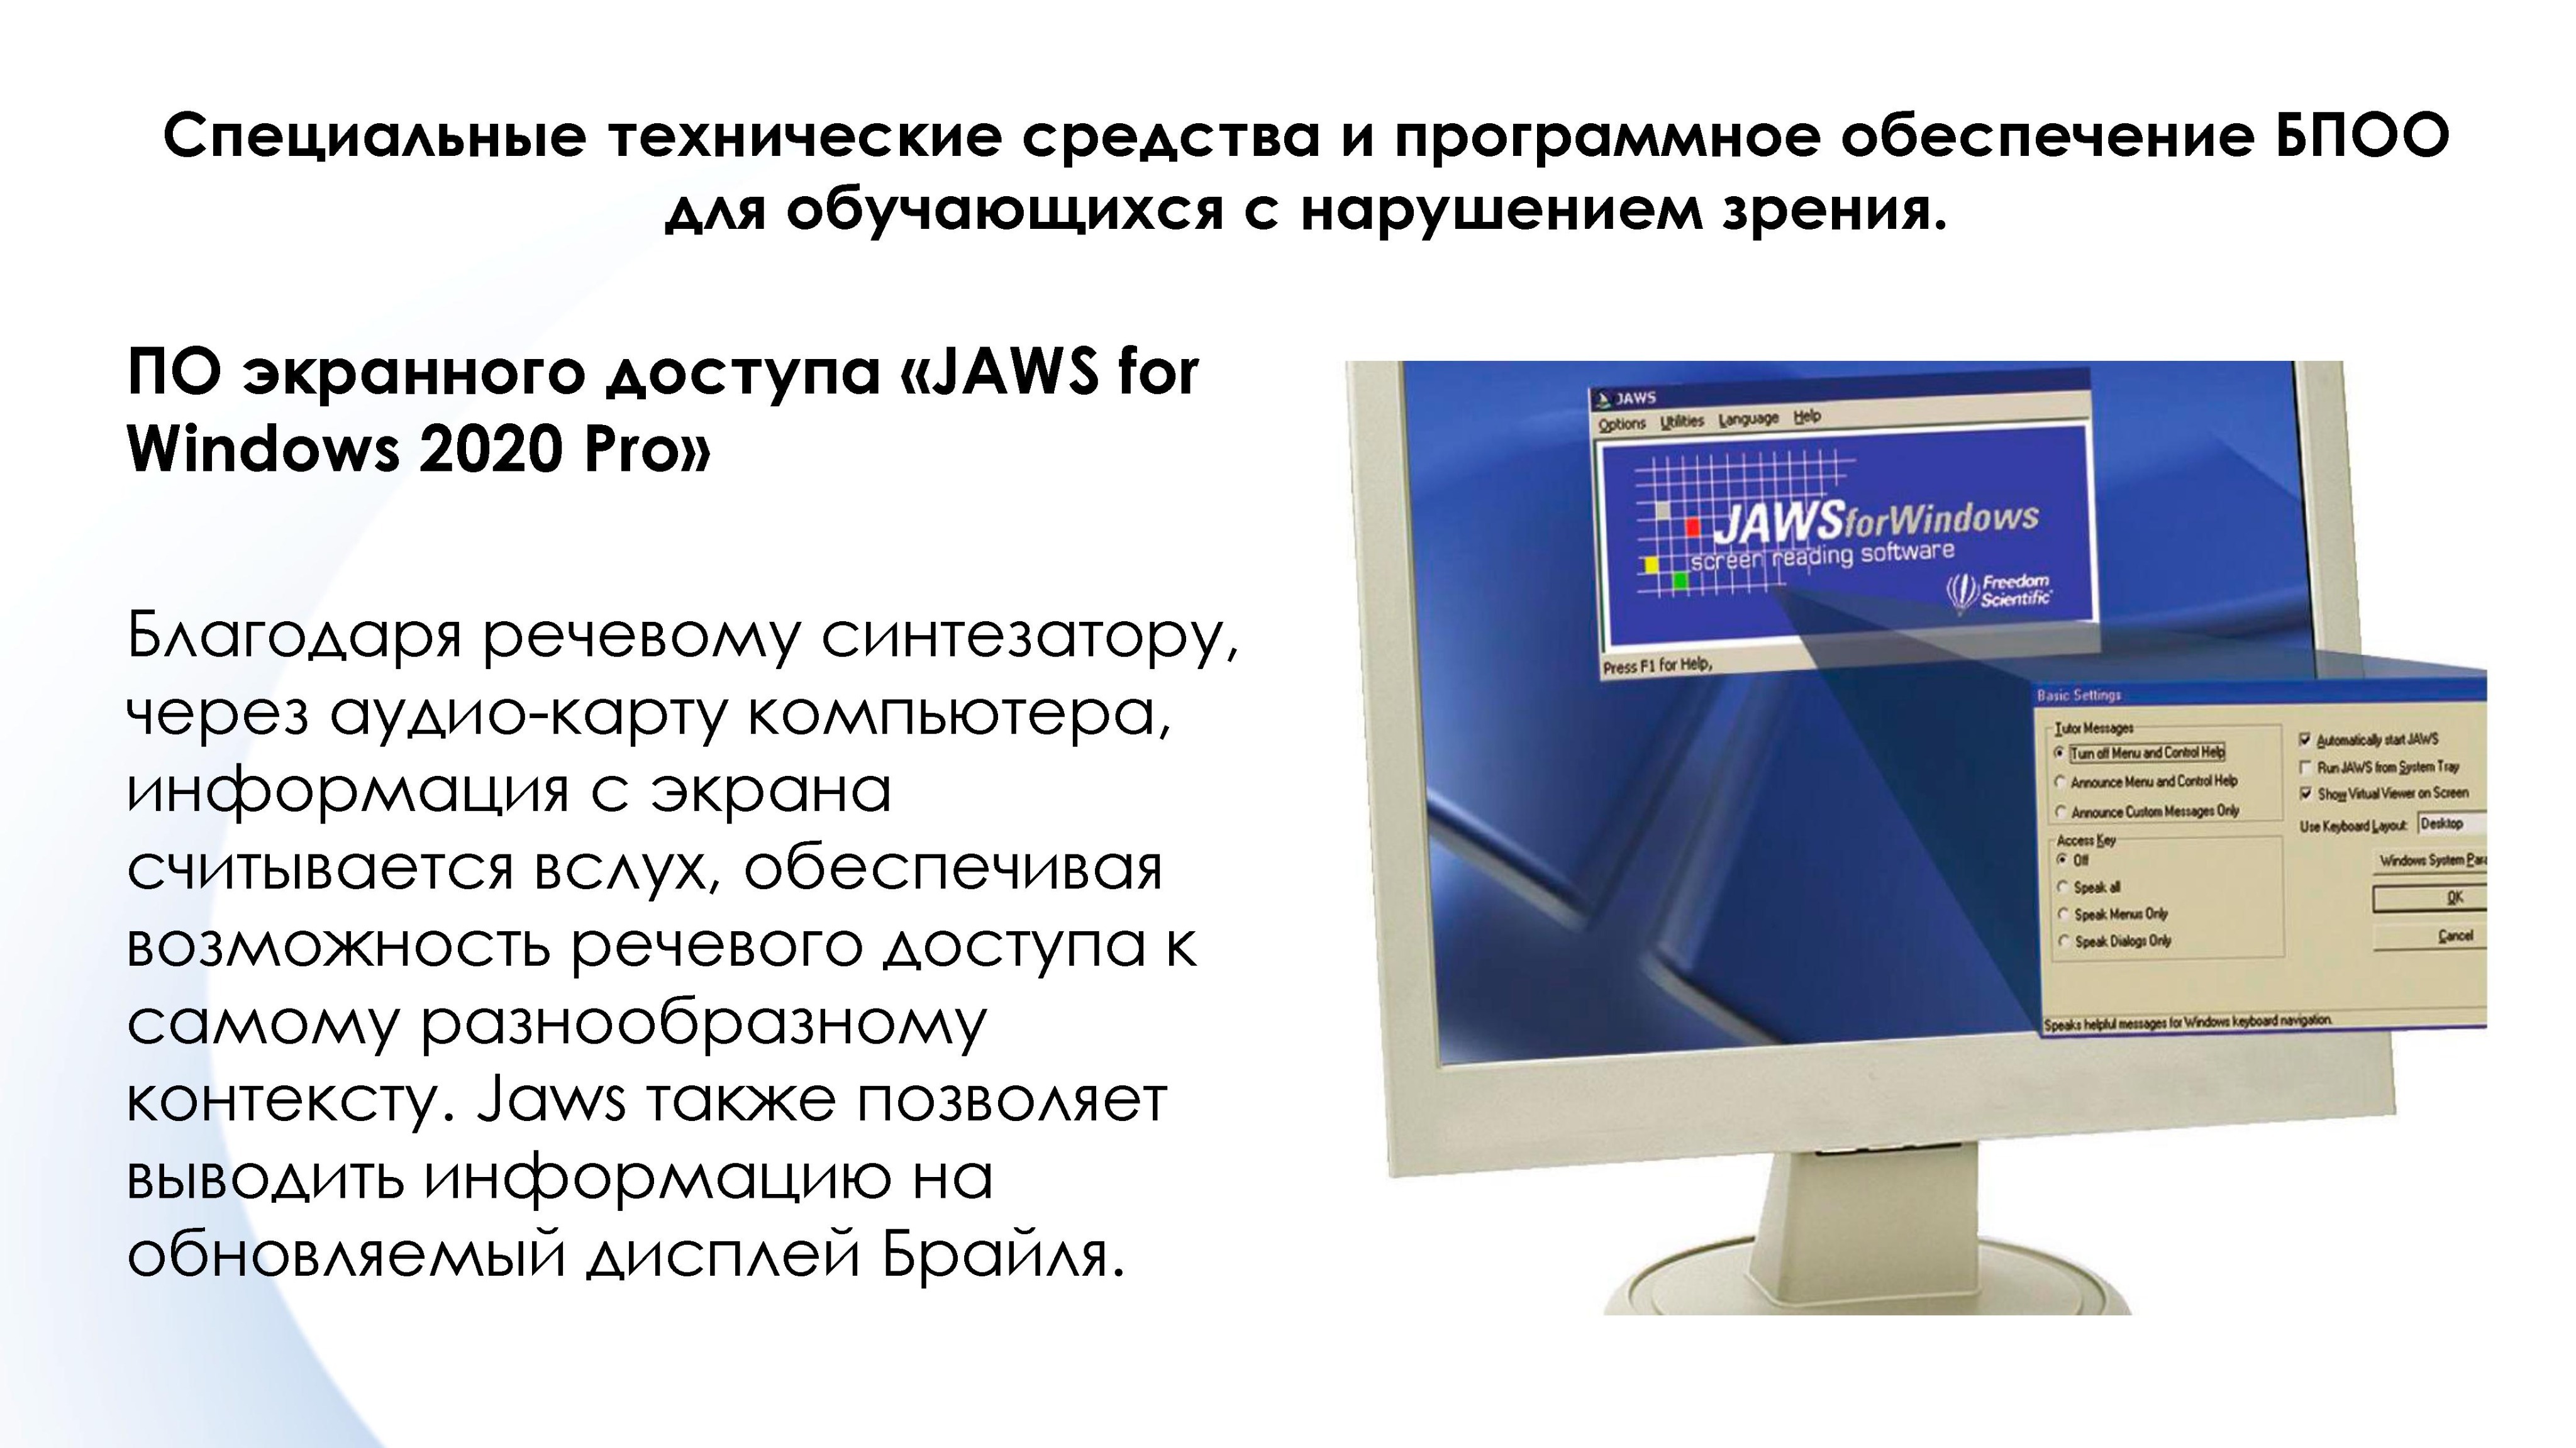 Специальные технические средства и программное обеспечение БПОО
для обучающихся с нарушением зрения.
ПО экранного доступа «JAWS for
Windows 2020 Pro»
Благодаря речевому синтезатору,
через аудио-карту компьютера,
информация с экрана
считывается вслух, обеспечивая
возможность речевого доступа к
самому разнообразному
контексту. Jaws также позволяет
выводить информацию на
обновляемый дисплей Брайля.
JAWS
Options Utilities Language Help
JAWSforWindows
screen reading software
Freedom
Scientific
Press F1 for Help,
Basic Settings
Tutor Messages
Turn off Menu and Control Help
Announce Menu and Control Help
Announce Custom Messages Only
Access Key
Off
Speak all
Speak Menus Only
Speak Dialogs Only
Automatically start JAWS
Run JAWS from System Tray
Show Virtual Viewer on Screen
Use Keyboard Layout: Desktop
Windows System
OK
Cancel
Speaks helpful messages for Windows keyboard navigation.